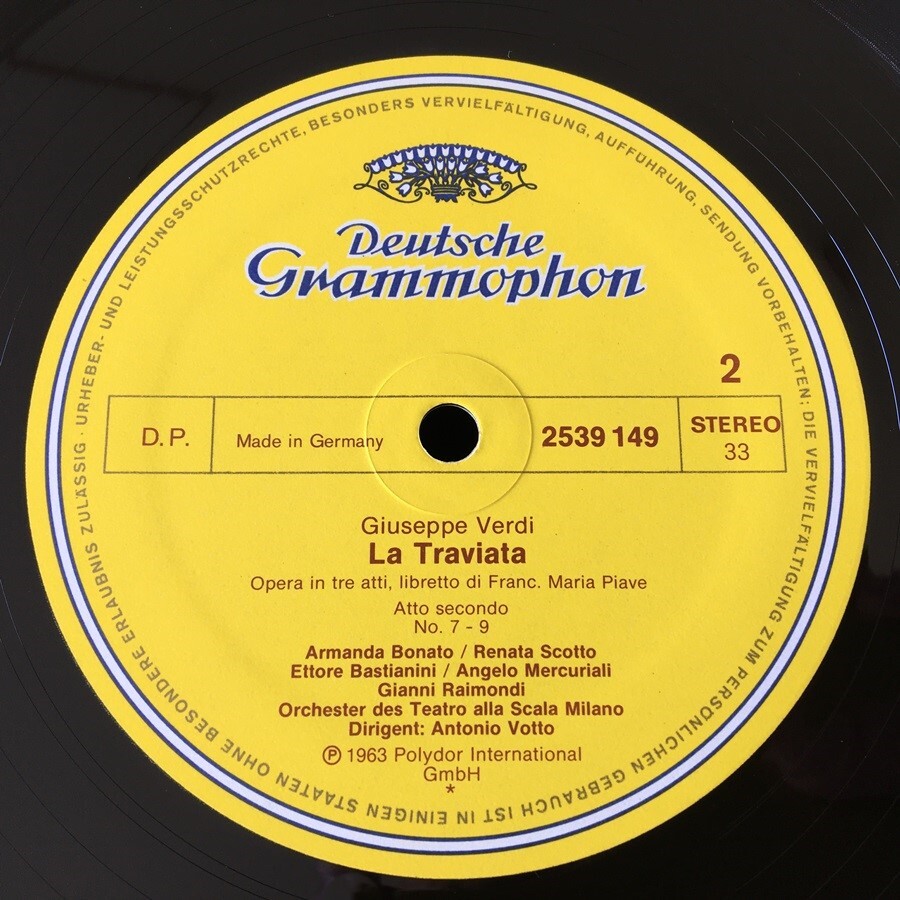 Deutsche
Grammophon
2
D.P.
Made in Germany
2539 149
STEREO
33
Giuseppe Verdi
La Traviata
Opera in tre atti, libretto di Franc. Maria Piave
Atto secondo
No. 7 - 9
Armanda Bonato / Renata Scotto
Ettore Bastianini / Angelo Mercuriali
Gianni Raimondi
Orchester des Teatro alla Scala Milano
Dirigent: Antonio Votto
Ⓟ 1963 Polydor International
GmbH
*
URHEBER- UND LEISTUNGSSCHUTZRECHTE, BESONDERS VERVIELFÄLTIGUNG, AUFFÜHRUNG, SENDUNG VORBEHALTEN; DIE VERVIELFÄLTIGUNG ZUM PERSÖNLICHEN GEBRAUCH IST IN EINIGEN STAATEN OHNE BESONDERE ERLAUBNIS ZULÄSSIG ·